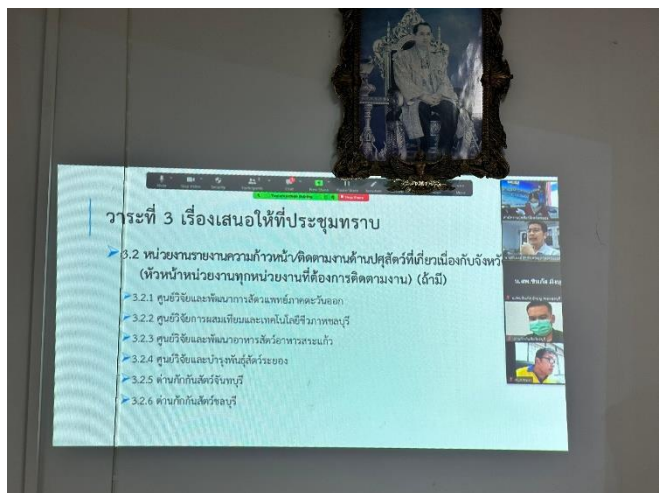 วาระที่ 3 เรื่องเสนอให้ที่ประชุมทราบ
3.2 หน่วยงานรายงานความก้าวหน้า/ติดตามงานด้านปศุสัตว์ที่เกี่ยวเนื่องกับจังหวั
(หัวหน้าหน่วยงานทุกหน่วยงานที่ต้องการติดตามงาน) (ถ้ามี)
3.2.1 ศูนย์วิจัยและพัฒนาการสัตวแพทย์ภาคตะวันออก
3.2.2 ศูนย์วิจัยการผสมเทียมและเทคโนโลยีชีวภาพชลบุรี
3.2.3 ศูนย์วิจัยและพัฒนาอาหารสัตว์อาหารสระแก้ว
3.2.4 ศูนย์วิจัยและบำรุงพันธุ์สัตว์ระยอง
3.2.5 ด่านกักกันสัตว์จันทบุรี
3.2.6 ด่านกักกันสัตว์ชลบุรี